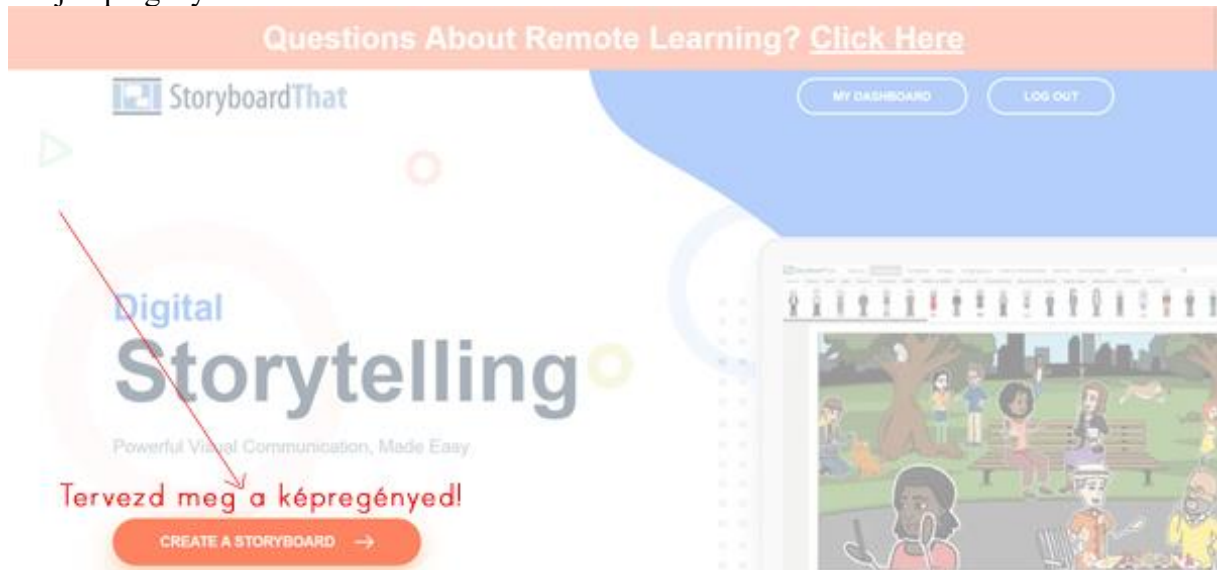 Questions About Remote Learning? Click Here
StoryboardThat
MY DASHBOARD
LOG OUT
Digital
Storytelling
Powerful Visual Communication, Made Easy
Tervezd meg a képregényed!
CREATE A STORYBOARD →